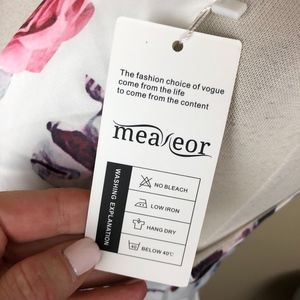 The fashion choice of vogue
come from the life
to come from the content
meaneor
WASHING EXPLANATION
NO BLEACH
LOW IRON
HANG DRY
BELOW 40℃